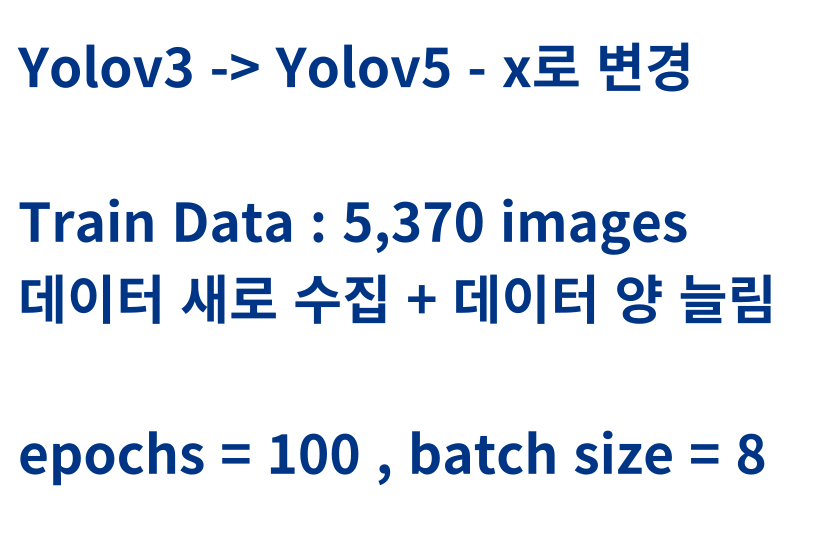 Yolov3 -> Yolov5 - x로 변경
Train Data : 5,370 images
데이터 새로 수집 + 데이터 양 늘림
epochs = 100 , batch size = 8